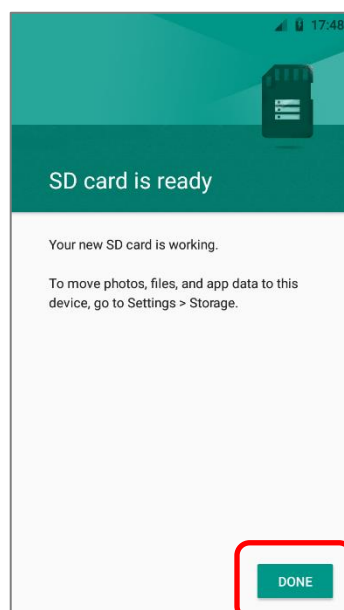 17:48
SD card is ready
Your new SD card is working.
To move photos, files, and app data to this
device, go to Settings > Storage.
DONE